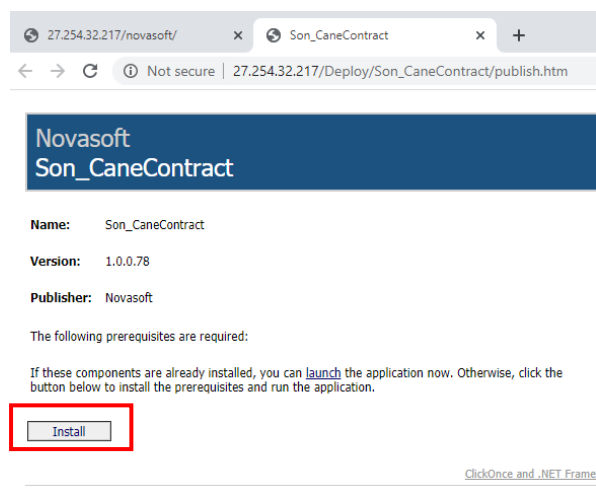 27.254.32.217/novasoft/
Son_CaneContract
Not secure | 27.254.32.217/Deploy/Son_CaneContract/publish.htm
Novasoft
Son_CaneContract
Name: Son_CaneContract
Version: 1.0.0.78
Publisher: Novasoft
The following prerequisites are required:
If these components are already installed, you can launch the application now. Otherwise, click the
button below to install the prerequisites and run the application.
Install
ClickOnce and .NET Frame